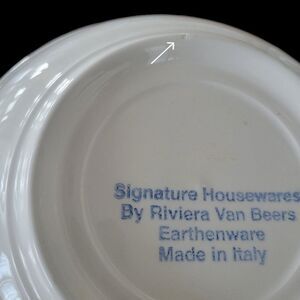 Signature Housewares
By Riviera Van Beers
Earthenware
Made in Italy